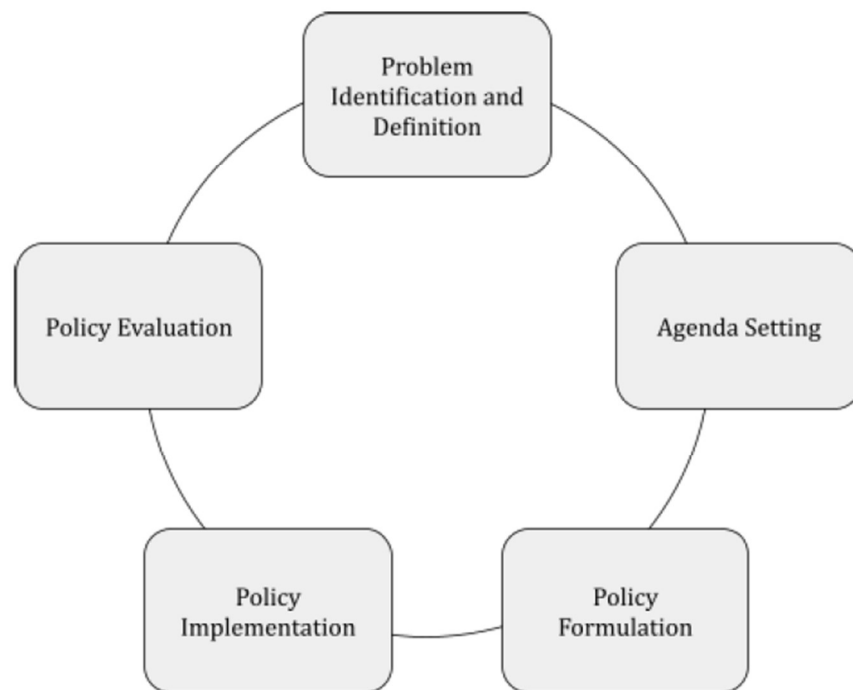 Problem
Identification and
Definition
Policy Evaluation
Agenda Setting
Policy
Implementation
Policy
Formulation